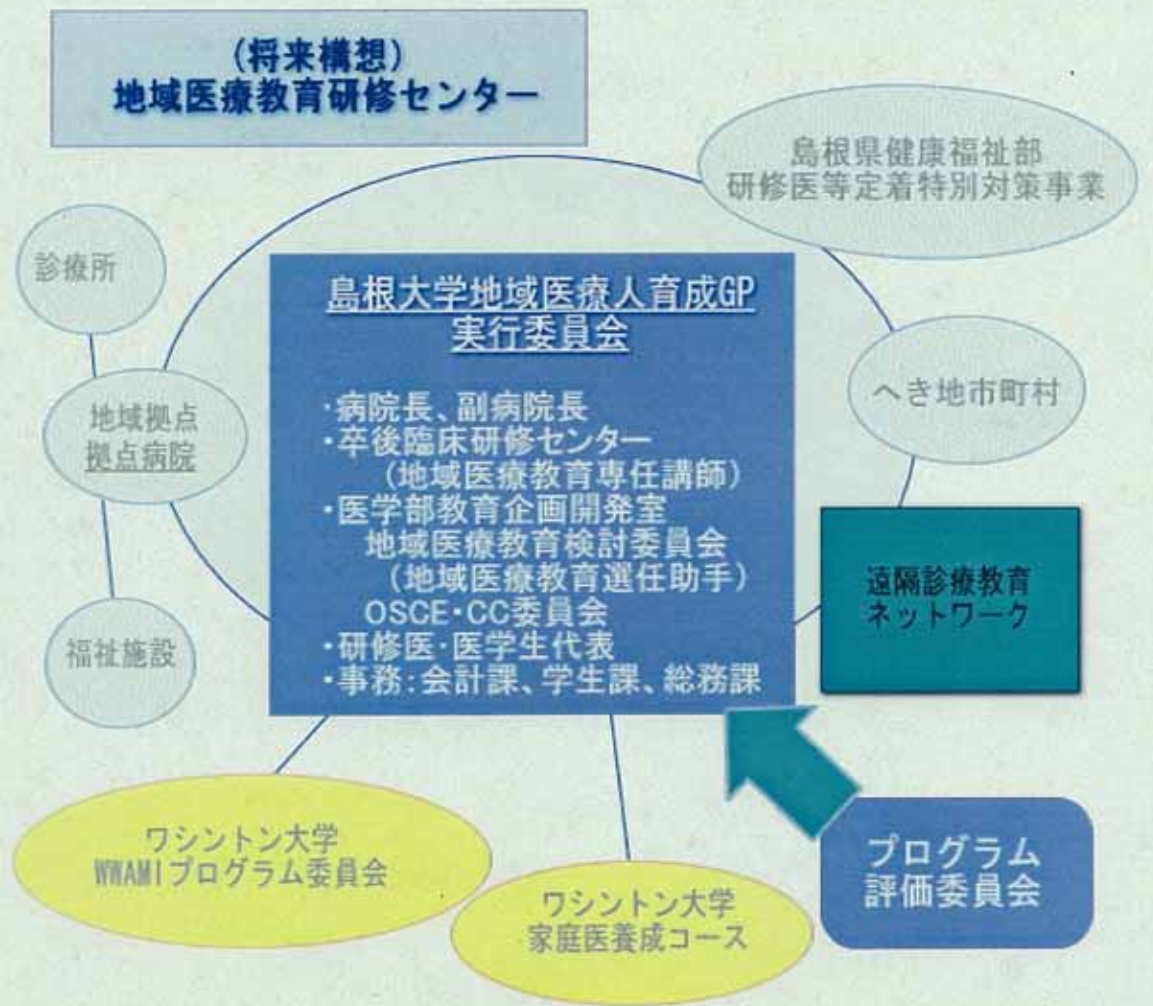 (将来構想)
地域医療教育研修センター
島根県健康福祉部
研修医等定着特別対策事業
診療所
島根大学地域医療人育成GP
実行委員会
へき地市町村
地域拠点
拠点病院
・病院長、副病院長
・卒後臨床研修センター
(地域医療教育専任講師)
・医学部教育企画開発室
地域医療教育検討委員会
(地域医療教育選任助手)
OSCE・CC委員会
・研修医・医学生代表
・事務:会計課、学生課、総務課
遠隔診療教育
ネットワーク
福祉施設
ワシントン大学
WWAMIプログラム委員会
ワシントン大学
家庭医養成コース
プログラム
評価委員会